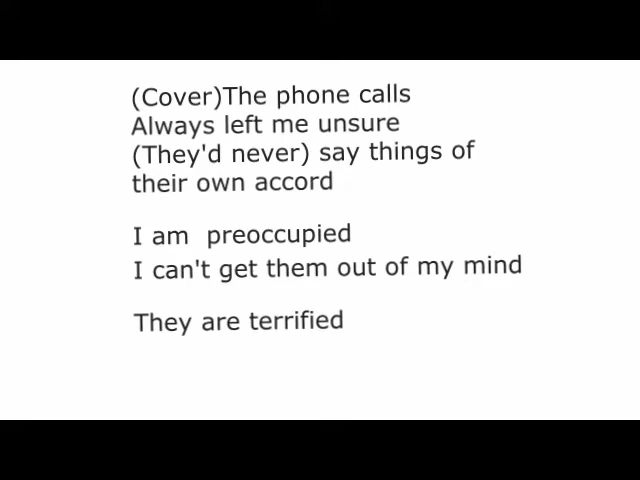 (Cover)The phone calls
Always left me unsure
(They'd never) say things of
their own accord
I am  preoccupied
I can't get them out of my mind
They are terrified